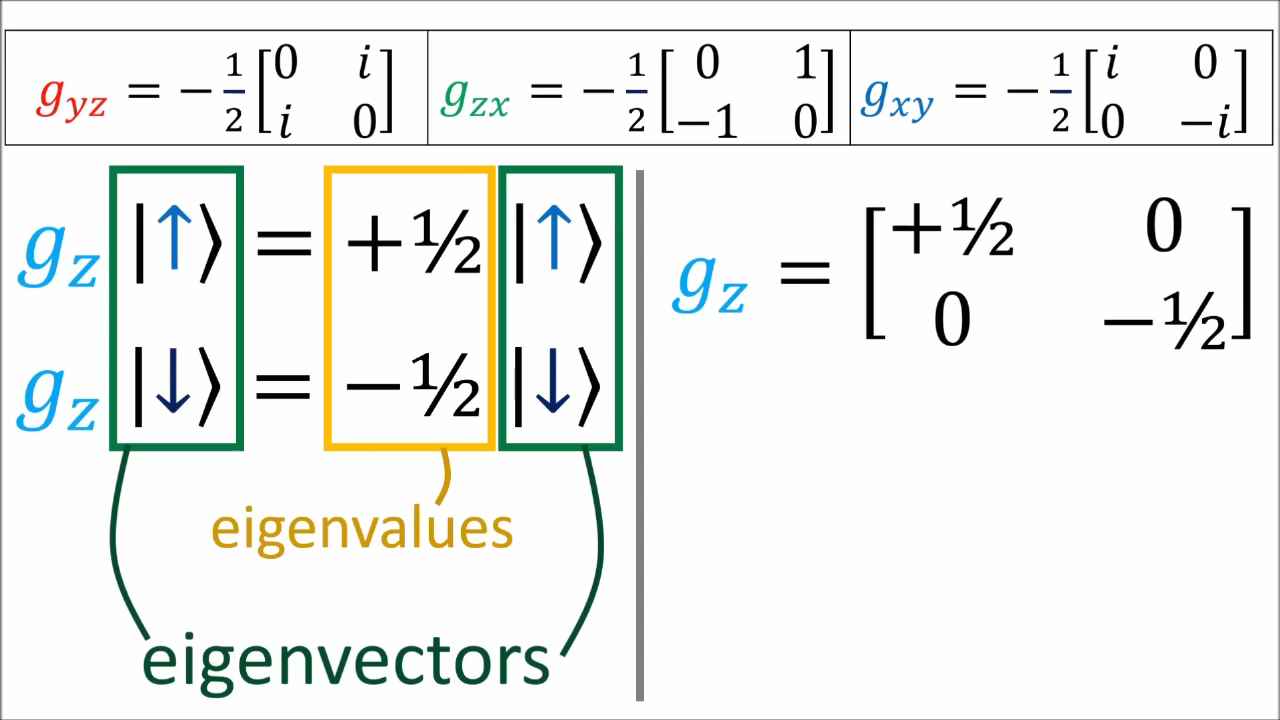 g_yz = -1/2 [0 i; i 0] g_zx = -1/2 [0 1; -1 0] g_xy = -1/2 [i 0; 0 -i]
g_z |↑⟩ = +½ |↑⟩
g_z |↓⟩ = −½ |↓⟩
eigenvalues
eigenvectors
g_z = [+½ 0; 0 −½]